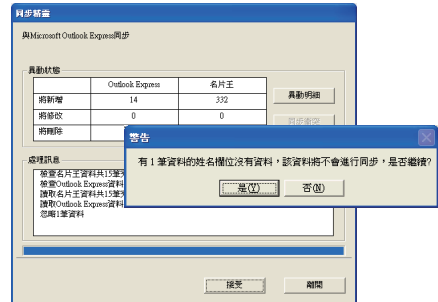 同步精靈
與Microsoft Outlook Express同步
異動狀態
Outlook Express 名片王
將新增 14 332
將修改 0 0
將刪除
異動明細
同步衝突
警告
有 1 筆資料的姓名欄位沒有資料，該資料將不會進行同步，是否繼續?
是(Y) 否(N)
處理訊息
檢查名片王資料共15筆
檢查Outlook Express資料
讀取名片王資料共15筆
讀取Outlook Express資料
忽略1筆資料
接受 離開